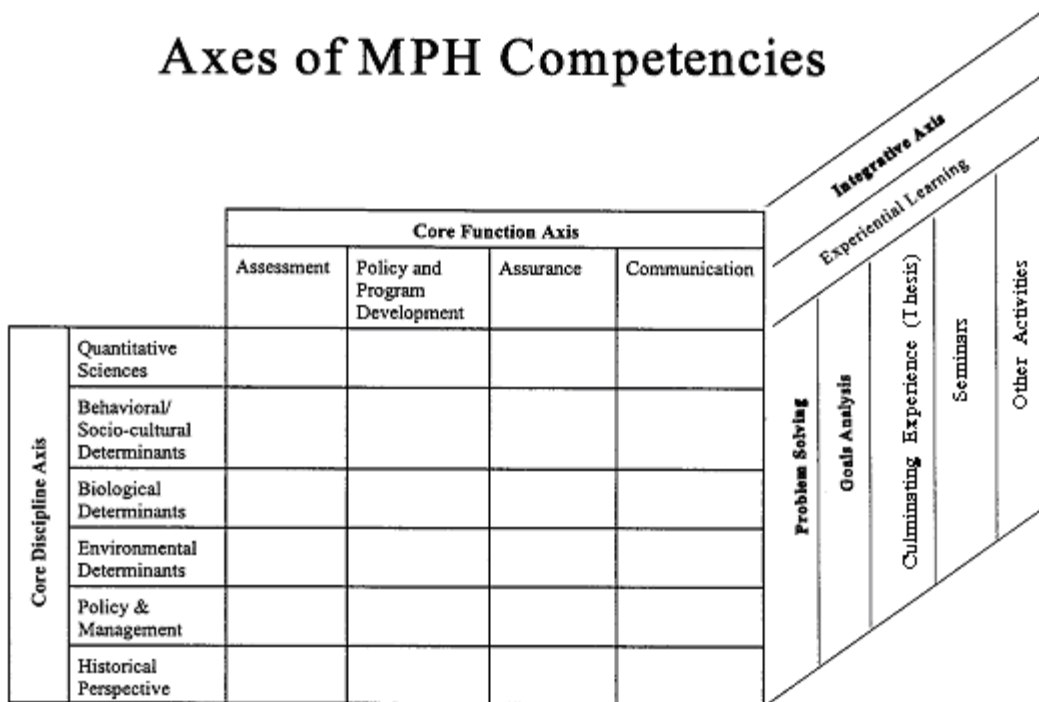 Axes of MPH Competencies
Integrative Axis
Experiential Learning
Core Function Axis
Assessment
Policy and
Program
Development
Assurance
Communication
Core Discipline Axis
Quantitative
Sciences
Behavioral/
Socio-cultural
Determinants
Biological
Determinants
Environmental
Determinants
Policy &
Management
Historical
Perspective
Problem Solving
Goals Analysis
Culminating Experience (Thesis)
Seminars
Other Activities